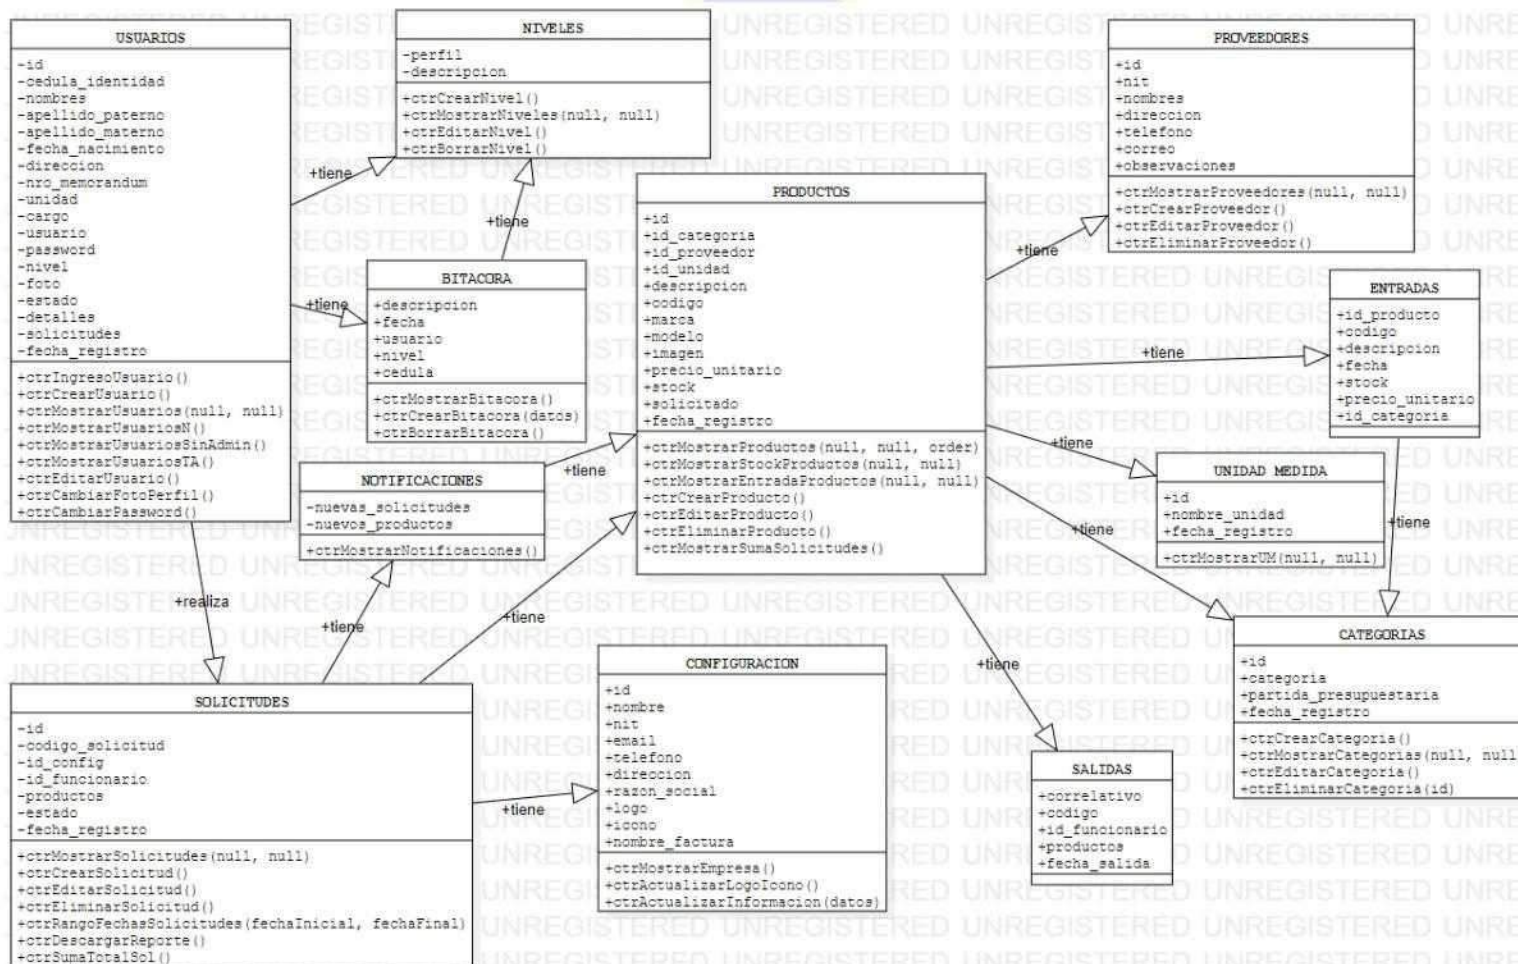 USUARIOS
-id
-cedula_identidad
-nombres
-apellido_paterno
-apellido_materno
-fecha_nacimiento
-direccion
-nro_memorandum
-unidad
-cargo
-usuario
-password
-nivel
-foto
-estado
-detalles
-solicitudes
-fecha_registro
+ctrIngresoUsuario()
+ctrCrearUsuario()
+ctrMostrarUsuarios(null, null)
+ctrMostrarUsuariosN()
+ctrMostrarUsuariosSinAdmin()
+ctrMostrarUsuariosTA()
+ctrEditarUsuario()
+ctrCambiarFotoPerfil()
+ctrCambiarPassword()
NIVELES
-perfil
-descripcion
+ctrCrearNivel()
+ctrMostrarNiveles(null, null)
+ctrEditarNivel()
+ctrBorrarNivel()
+tiene
+tiene
+tiene
BITACORA
+descripcion
+fecha
+usuario
+nivel
+cedula
+ctrMostrarBitacora()
+ctrCrearBitacora(datos)
+ctrBorrarBitacora()
NOTIFICACIONES
-nuevas_solicitudes
-nuevos_productos
+ctrMostrarNotificaciones()
+tiene
+tiene
+tiene
+realiza
PRODUCTOS
+id
+id_categoria
+id_proveedor
+id_unidad
+descripcion
+codigo
+marca
+modelo
+imagen
+precio_unitario
+stock
+solicitado
+fecha_registro
+ctrMostrarProductos(null, null, order)
+ctrMostrarStockProductos(null, null)
+ctrMostrarEntradaProductos(null, null)
+ctrCrearProducto()
+ctrEditarProducto()
+ctrEliminarProducto()
+ctrMostrarSumaSolicitudes()
PROVEEDORES
+id
+nit
+nombres
+direccion
+telefono
+correo
+observaciones
+ctrMostrarProveedores(null, null)
+ctrCrearProveedor()
+ctrEditarProveedor()
+ctrEliminarProveedor()
+tiene
+tiene
+tiene
+tiene
+tiene
+tiene
ENTRADAS
+id_producto
+codigo
+descripcion
+fecha
+stock
+precio_unitario
+id_categoria
UNIDAD MEDIDA
+id
+nombre_unidad
+fecha_registro
+ctrMostrarUM(null, null)
CATEGORIAS
+id
+categoria
+partida_presupuestaria
+fecha_registro
+ctrCrearCategoria()
+ctrMostrarCategorias(null, null
+ctrEditarCategoria()
+ctrEliminarCategoria(id)
SOLICITUDES
-id
-codigo_solicitud
-id_config
-id_funcionario
-productos
-estado
-fecha_registro
+ctrMostrarSolicitudes(null, null)
+ctrCrearSolicitud()
+ctrEditarSolicitud()
+ctrEliminarSolicitud()
+ctrRangoFechasSolicitudes(fechaInicial, fechaFinal)
+ctrDescargarReporte()
+ctrSumaTotalSol()
+tiene
CONFIGURACION
+id
+nombre
+nit
+email
+telefono
+direccion
+razon_social
+logo
+icono
+nombre_factura
+ctrMostrarEmpresa()
+ctrActualizarLogoIcono()
+ctrActualizarInformacion(datos)
SALIDAS
+correlativo
+codigo
+id_funcionario
+productos
+fecha_salida
UNREGISTERED